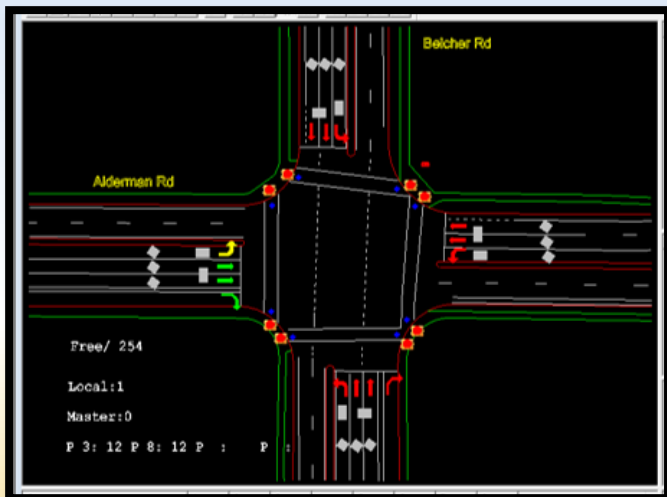 Belcher Rd
Alderman Rd
Free/ 254
Local:1
Master:0
P 3: 12 P 8: 12 P : P :